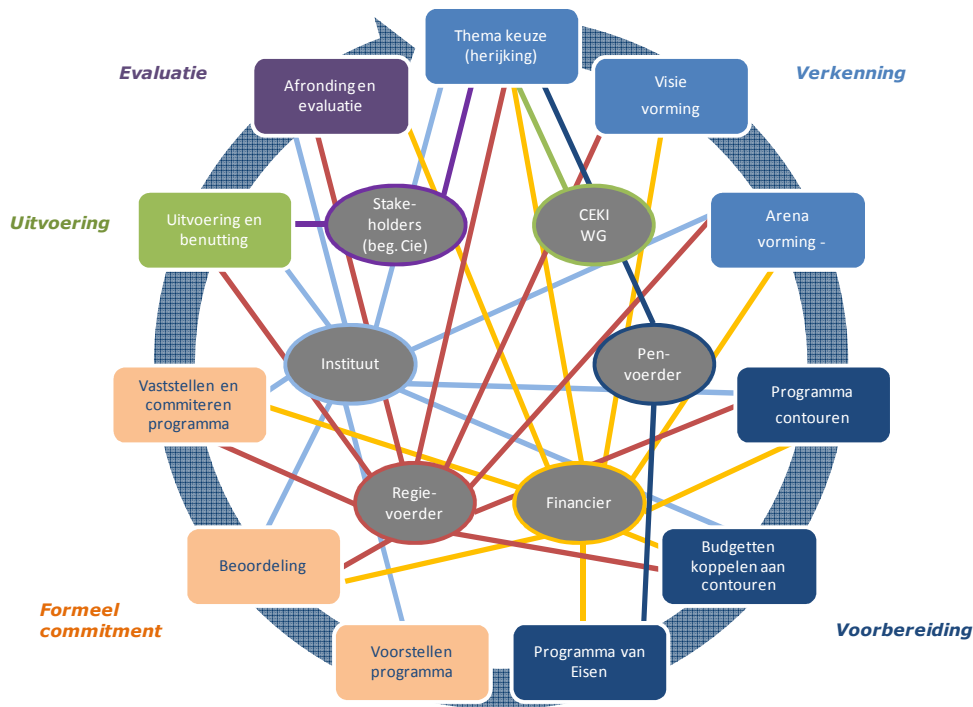 Thema keuze
(herijking)
Evaluatie
Verkenning
Afronding en
evaluatie
Visie
vorming
Uitvoering
Uitvoering en
benutting
Stake-
holders
(beg. Cie)
CEKI
WG
Arena
vorming -
Instituut
Pen-
voerder
Vaststellen en
commiteren
programma
Programma
contouren
Regie-
voerder
Financier
Beoordeling
Budgetten
koppelen aan
contouren
Formeel
commitment
Voorbereiding
Voorstellen
programma
Programma van
Eisen